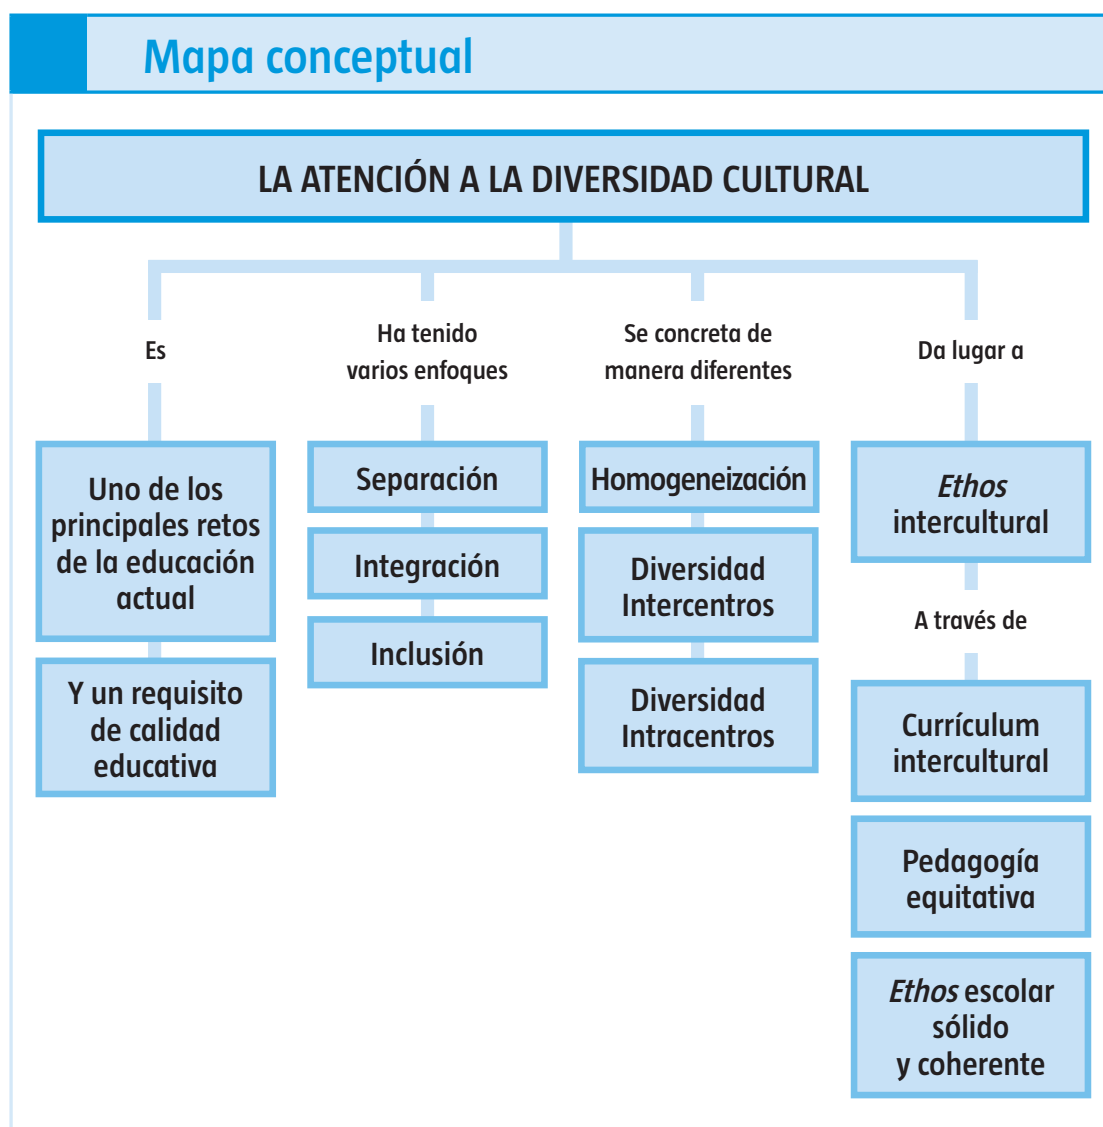 Mapa conceptual
LA ATENCIÓN A LA DIVERSIDAD CULTURAL
Es
Uno de los
principales retos
de la educación
actual
Y un requisito
de calidad
educativa
Ha tenido
varios enfoques
Separación
Integración
Inclusión
Se concreta de
manera diferentes
Homogeneización
Diversidad
Intercentros
Diversidad
Intracentros
Da lugar a
Ethos
intercultural
A través de
Currículum
intercultural
Pedagogía
equitativa
Ethos escolar
sólido
y coherente